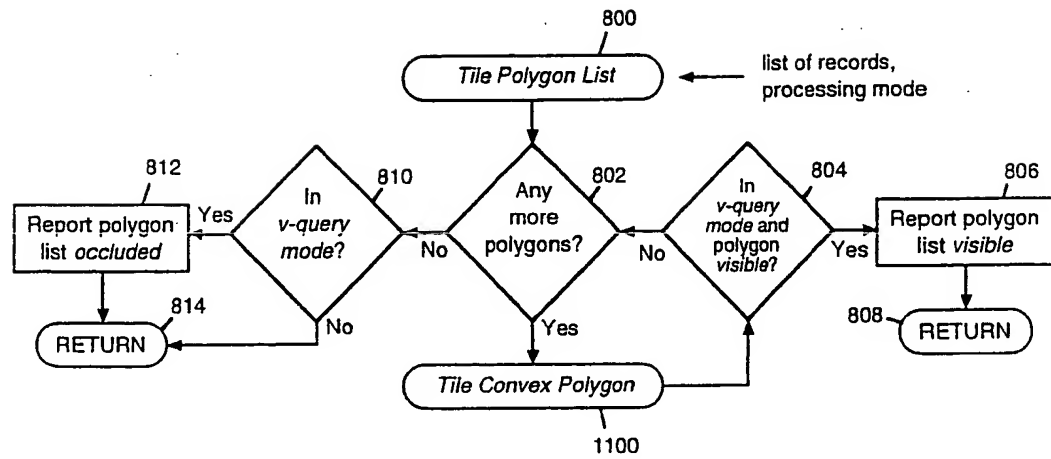 800
Tile Polygon List
list of records,
processing mode
812
810
802
804
806
Report polygon
list occluded
Yes
In
v-query
mode?
No
Any
more
polygons?
No
In
v-query
mode and
polygon
visible?
Yes
Report polygon
list visible
814
RETURN
No
Yes
808
RETURN
Tile Convex Polygon
1100